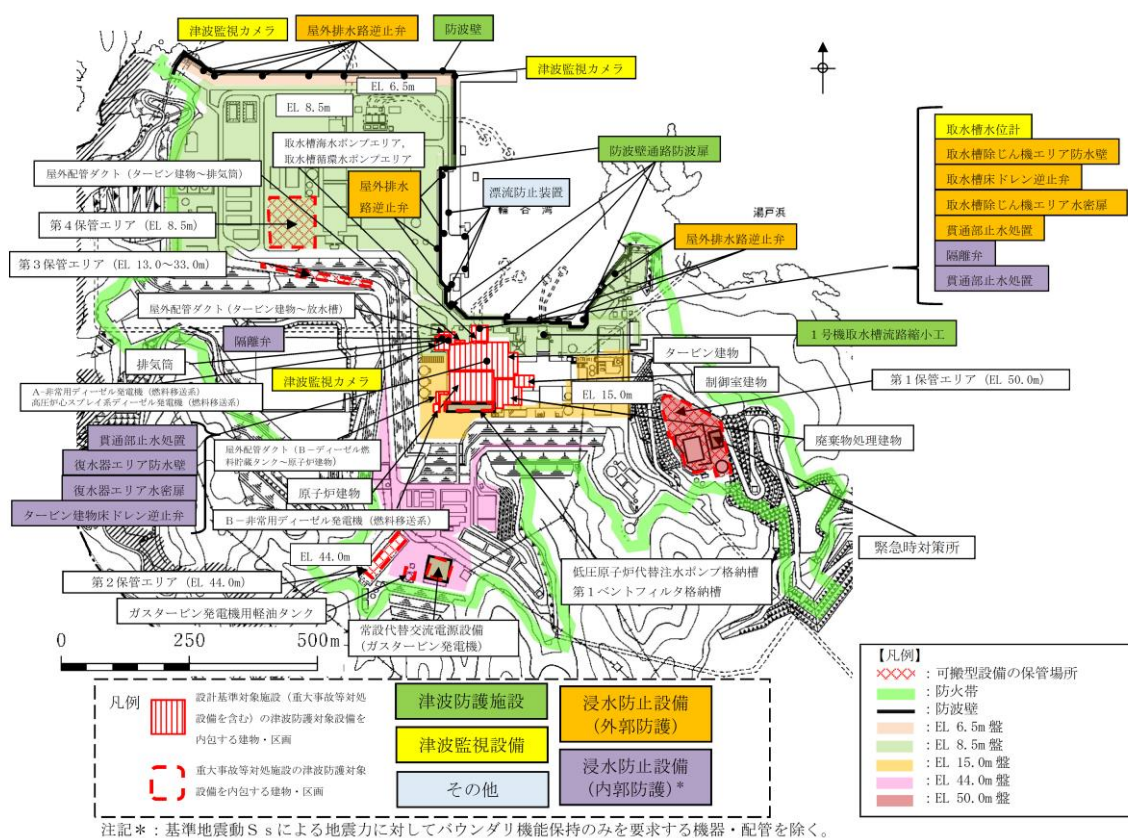 津波監視カメラ
屋外排水路逆止弁
防波壁
津波監視カメラ
EL 6.5m
EL 8.5m
取水槽海水ポンプエリア,
取水槽循環水ポンプエリア
防波壁通路防波扉
取水槽水位計
取水槽除じん機エリア防水壁
取水槽床ドレン逆止弁
取水槽除じん機エリア水密扉
貫通部止水処置
隔離弁
貫通部止水処置
屋外配管ダクト(タービン建物~排気筒)
屋外排水
路逆止弁
漂流防止装置
輪谷湾
湯戸浜
第4保管エリア(EL 8.5m)
屋外排水路逆止弁
第3保管エリア(EL 13.0~33.0m)
屋外配管ダクト(タービン建物~放水槽)
隔離弁
1号機取水槽流路縮小工
排気筒
タービン建物
津波監視カメラ
制御室建物
第1保管エリア(EL 50.0m)
A-非常用ディーゼル発電機(燃料移送系)
高圧炉心スプレイ系ディーゼル発電機(燃料移送系)
EL 15.0m
廃棄物処理建物
貫通部止水処置
復水器エリア防水壁
復水器エリア水密扉
タービン建物床ドレン逆止弁
屋外配管ダクト(B-ディーゼル燃
料貯蔵タンク~原子炉建物)
原子炉建物
B-非常用ディーゼル発電機(燃料移送系)
緊急時対策所
EL 44.0m
第2保管エリア(EL 44.0m)
低圧原子炉代替注水ポンプ格納槽
第1ベントフィルタ格納槽
ガスタービン発電機用軽油タンク
常設代替交流電源設備
(ガスタービン発電機)
0 250 500m
凡例
設計基準対象施設(重大事故等対処
設備を含む)の津波防護対象設備を
内包する建物・区画
重大事故等対処施設の津波防護対象
設備を内包する建物・区画
津波防護施設
津波監視設備
その他
浸水防止設備
(外郭防護)
浸水防止設備
(内郭防護)*
【凡例】
:可搬型設備の保管場所
:防火帯
:防波壁
:EL 6.5m盤
:EL 8.5m盤
:EL 15.0m盤
:EL 44.0m盤
:EL 50.0m盤
注記*:基準地震動Ssによる地震力に対してバウンダリ機能保持のみを要求する機器・配管を除く。